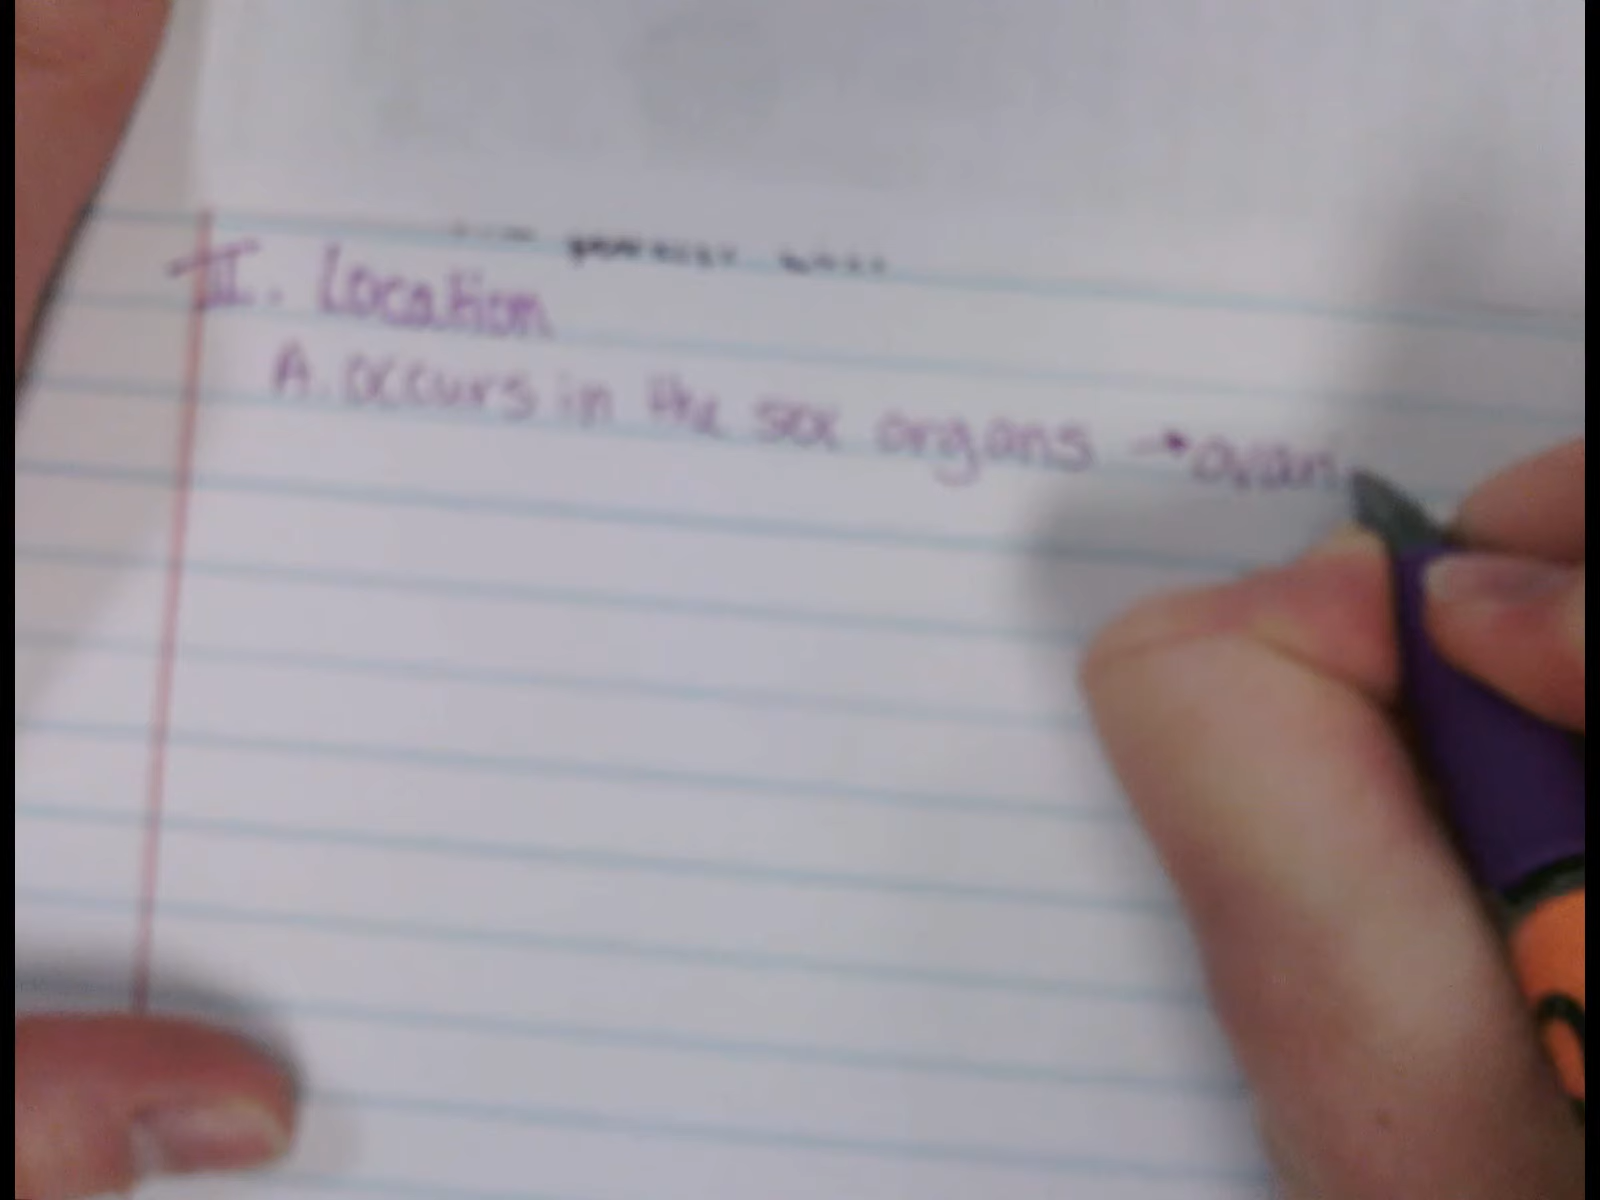 II. Location
A. occurs in the sex organs → ovari